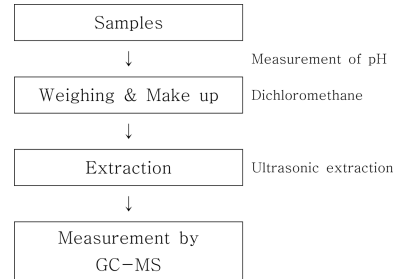 Samples
↓
Measurement of pH
Weighing & Make up
Dichloromethane
↓
Extraction
Ultrasonic extraction
↓
Measurement by
GC-MS